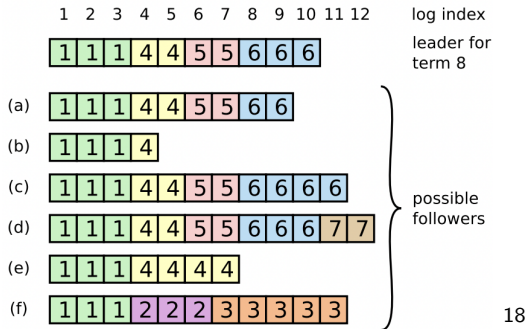 1 2 3 4 5 6 7 8 9 10 11 12 log index
1 1 1 4 4 5 5 6 6 6 leader for
term 8
(a) 1 1 1 4 4 5 5 6 6
(b) 1 1 1 4
(c) 1 1 1 4 4 5 5 6 6 6 6
(d) 1 1 1 4 4 5 5 6 6 6 7 7
possible
followers
(e) 1 1 1 4 4 4 4
(f) 1 1 1 2 2 2 3 3 3 3 3
18